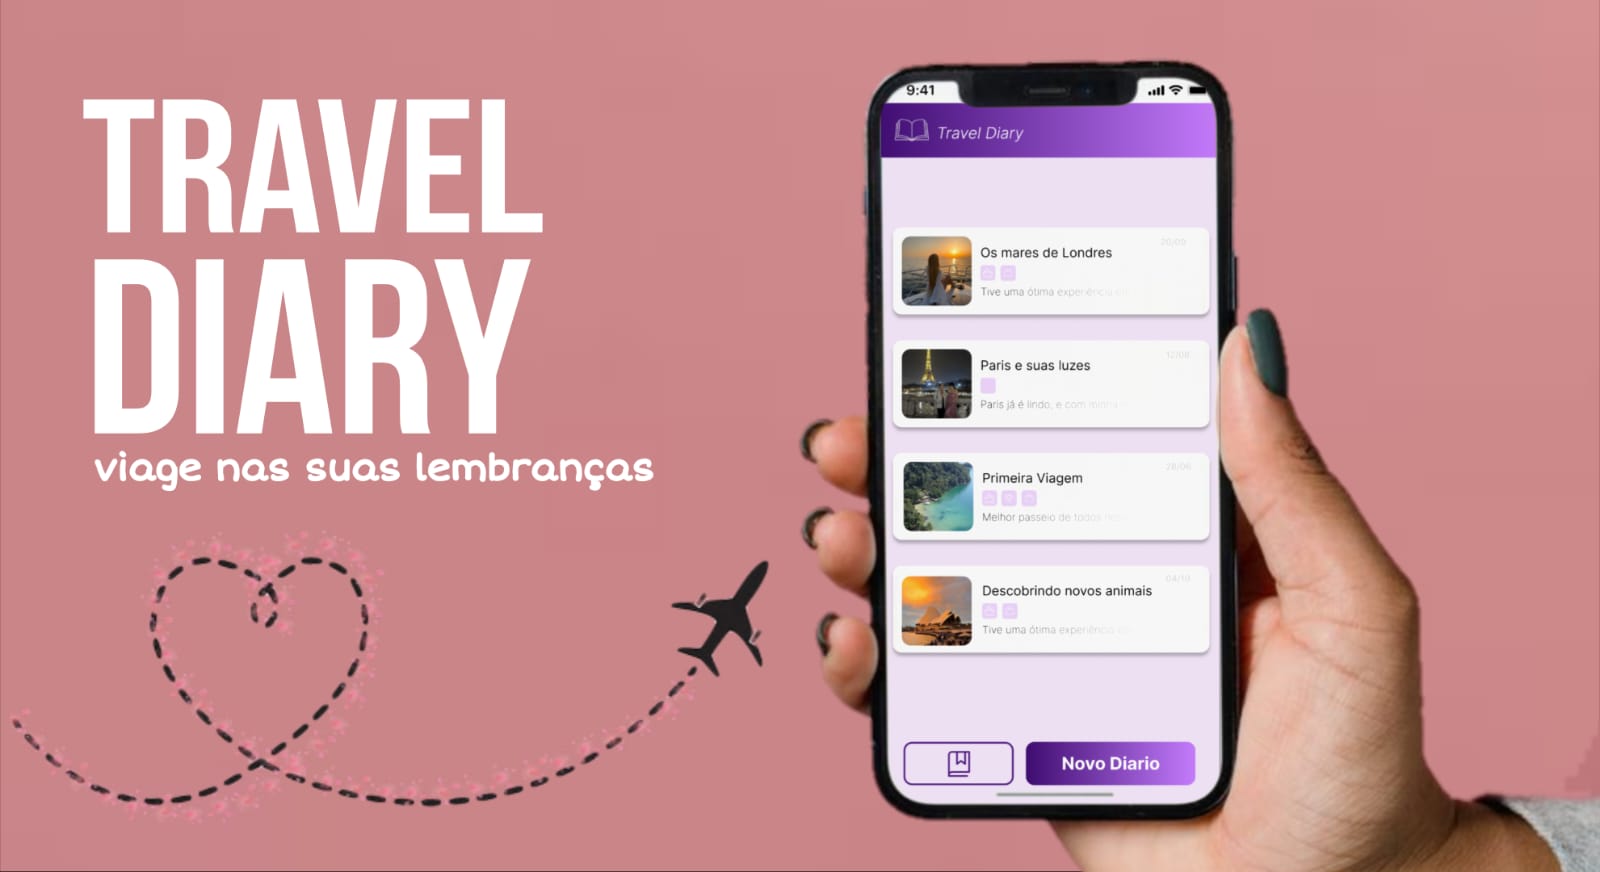 TRAVEL
DIARY
viage nas suas lembranças
9:41
Travel Diary
20/09
Os mares de Londres
Tive uma ótima experiência em
12/08
Paris e suas luzes
Paris já é lindo, e com minha
28/06
Primeira Viagem
Melhor passeio de todos
04/10
Descobrindo novos animais
Tive uma ótima experiência
Novo Diario